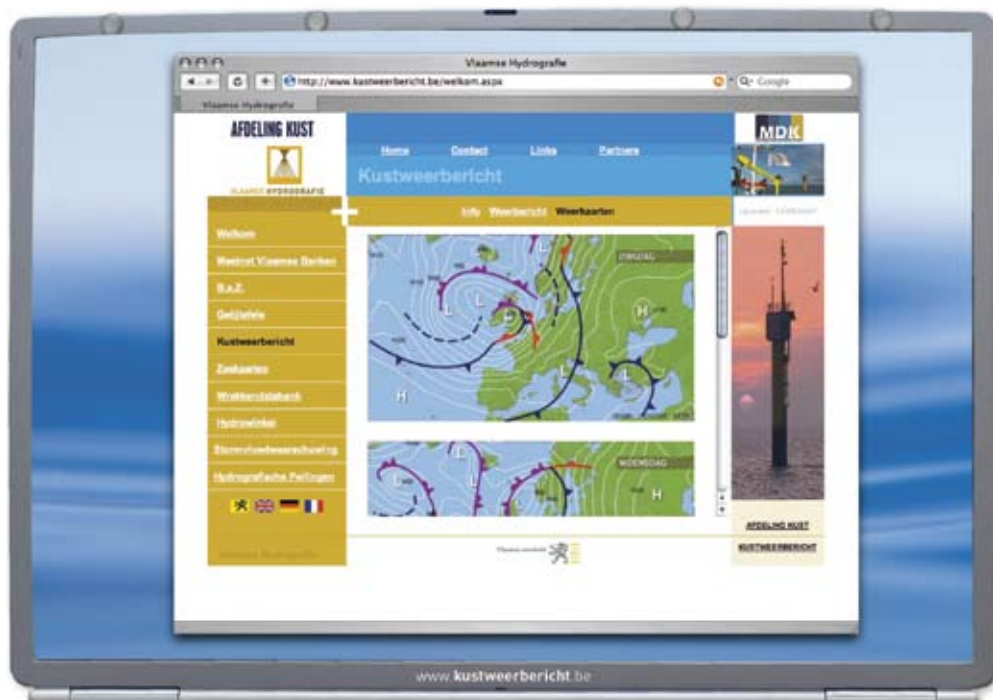 Vlaamse Hydrografie
http://www.kustweerbericht.be/welkom.aspx
Google
Vlaamse Hydrografie
AFDELING KUST
VLAAMSE HYDROGRAFIE
MDK
Home Contact Links Partners
Kustweerbericht
Info Weerbericht Weerkaarten
Welkom
Meetnet Vlaamse Banken
Getijtafels
Kustweerbericht
Zeekaarten
Wrakkendatabank
Hydrowinkel
Stormvloedwaarschuwing
Hydrografische Peilingen
DINSDAG
L
L
H
L
L
H
WOENSDAG
L
L
H
AFDELING KUST
KUSTWEERBERICHT
Vlaamse overheid
www.kustweerbericht.be